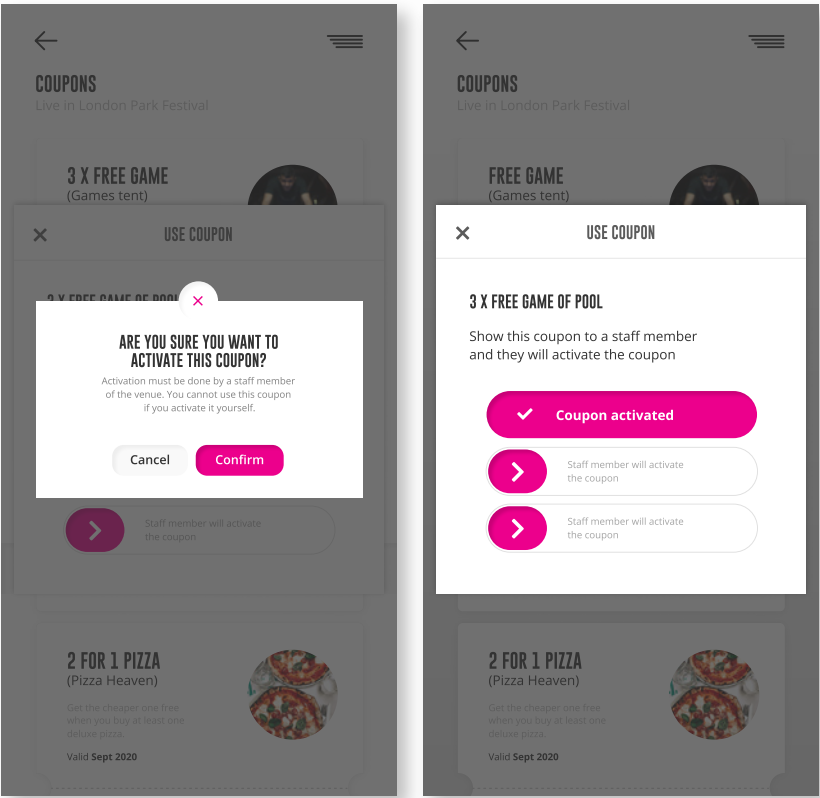 COUPONS
Live in London Park Festival
3 X FREE GAME
(Games tent)
USE COUPON
3 X FREE GAME OF POOL
ARE YOU SURE YOU WANT TO
ACTIVATE THIS COUPON?
Activation must be done by a staff member
of the venue. You cannot use this coupon
if you activate it yourself.
Cancel
Confirm
Staff member will activate
the coupon
2 FOR 1 PIZZA
(Pizza Heaven)
Get the cheaper one free
when you buy at least one
deluxe pizza.
Valid Sept 2020
COUPONS
Live in London Park Festival
FREE GAME
(Games tent)
USE COUPON
3 X FREE GAME OF POOL
Show this coupon to a staff member
and they will activate the coupon
Coupon activated
Staff member will activate
the coupon
Staff member will activate
the coupon
2 FOR 1 PIZZA
(Pizza Heaven)
Get the cheaper one free
when you buy at least one
deluxe pizza.
Valid Sept 2020